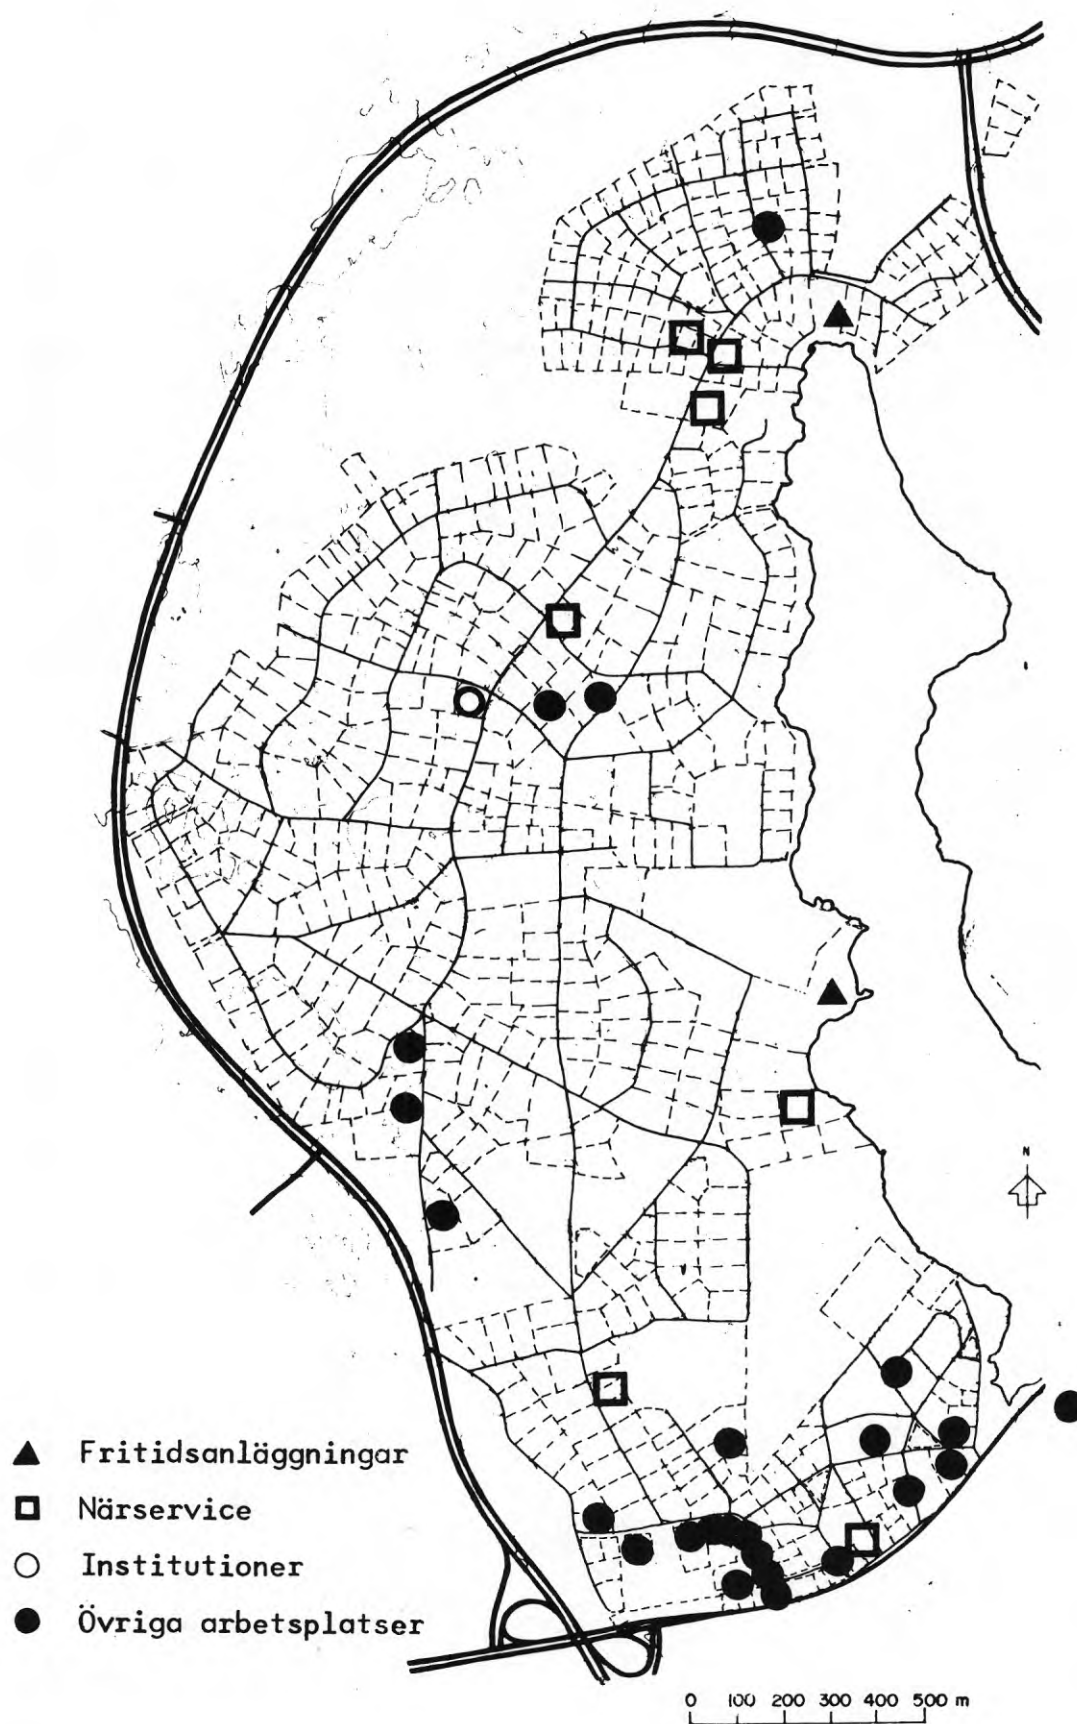 N
▲ Fritidsanläggningar
Närservice
Institutioner
Övriga arbetsplatser
0 100 200 300 400 500 m